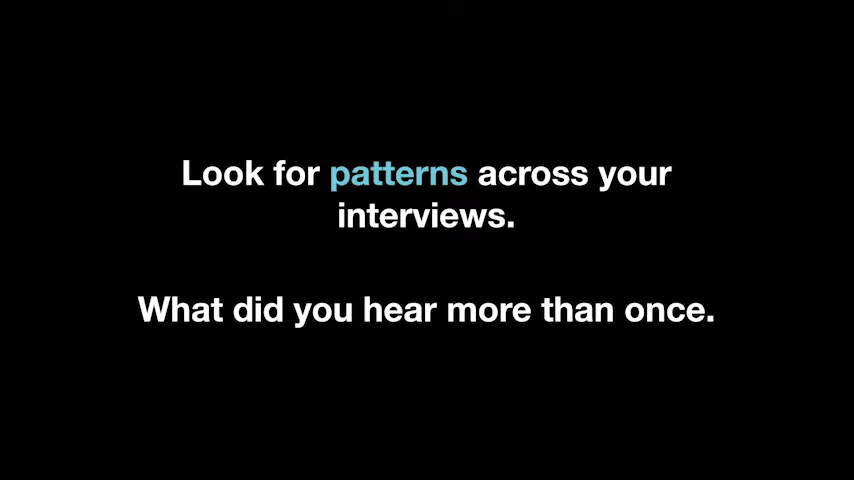 Look for patterns across your
interviews.
What did you hear more than once.